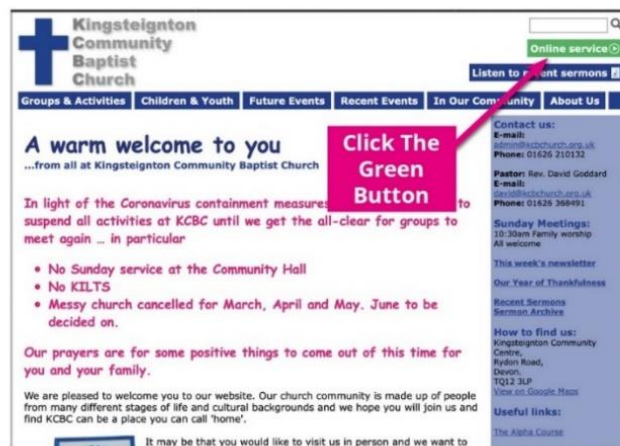 Kingsteignton
Community
Baptist
Church
Online service
Listen to recent sermons
Groups & Activities
Children & Youth
Future Events
Recent Events
In Our Community
About Us
A warm welcome to you
...from all at Kingsteignton Community Baptist Church
Click The
Green
Button
In light of the Coronavirus containment measures to
suspend all activities at KCBC until we get the all-clear for groups to
meet again ... in particular
• No Sunday service at the Community Hall
• No KILTS
• Messy church cancelled for March, April and May. June to be
decided on.
Our prayers are for some positive things to come out of this time for
you and your family.
We are pleased to welcome you to our website. Our church community is made up of people
from many different stages of life and cultural backgrounds and we hope you will join us and
find KCBC can be a place you can call 'home'.
It may be that you would like to visit us in person and we want to
Contact us:
E-mail:
admin@kcbchurch.org.uk
Phone: 01626 210132
Pastor: Rev. David Goddard
E-mail:
david@kcbchurch.org.uk
Phone: 01626 368491
Sunday Meetings:
10:30am Family worship
All welcome
This week's newsletter
Our Year of Thankfulness
Recent Sermons
Sermon Archive
How to find us:
Kingsteignton Community
Centre,
Rydon Road,
Devon.
TQ12 3LP
View on Google Maps
Useful links:
The Alpha Course